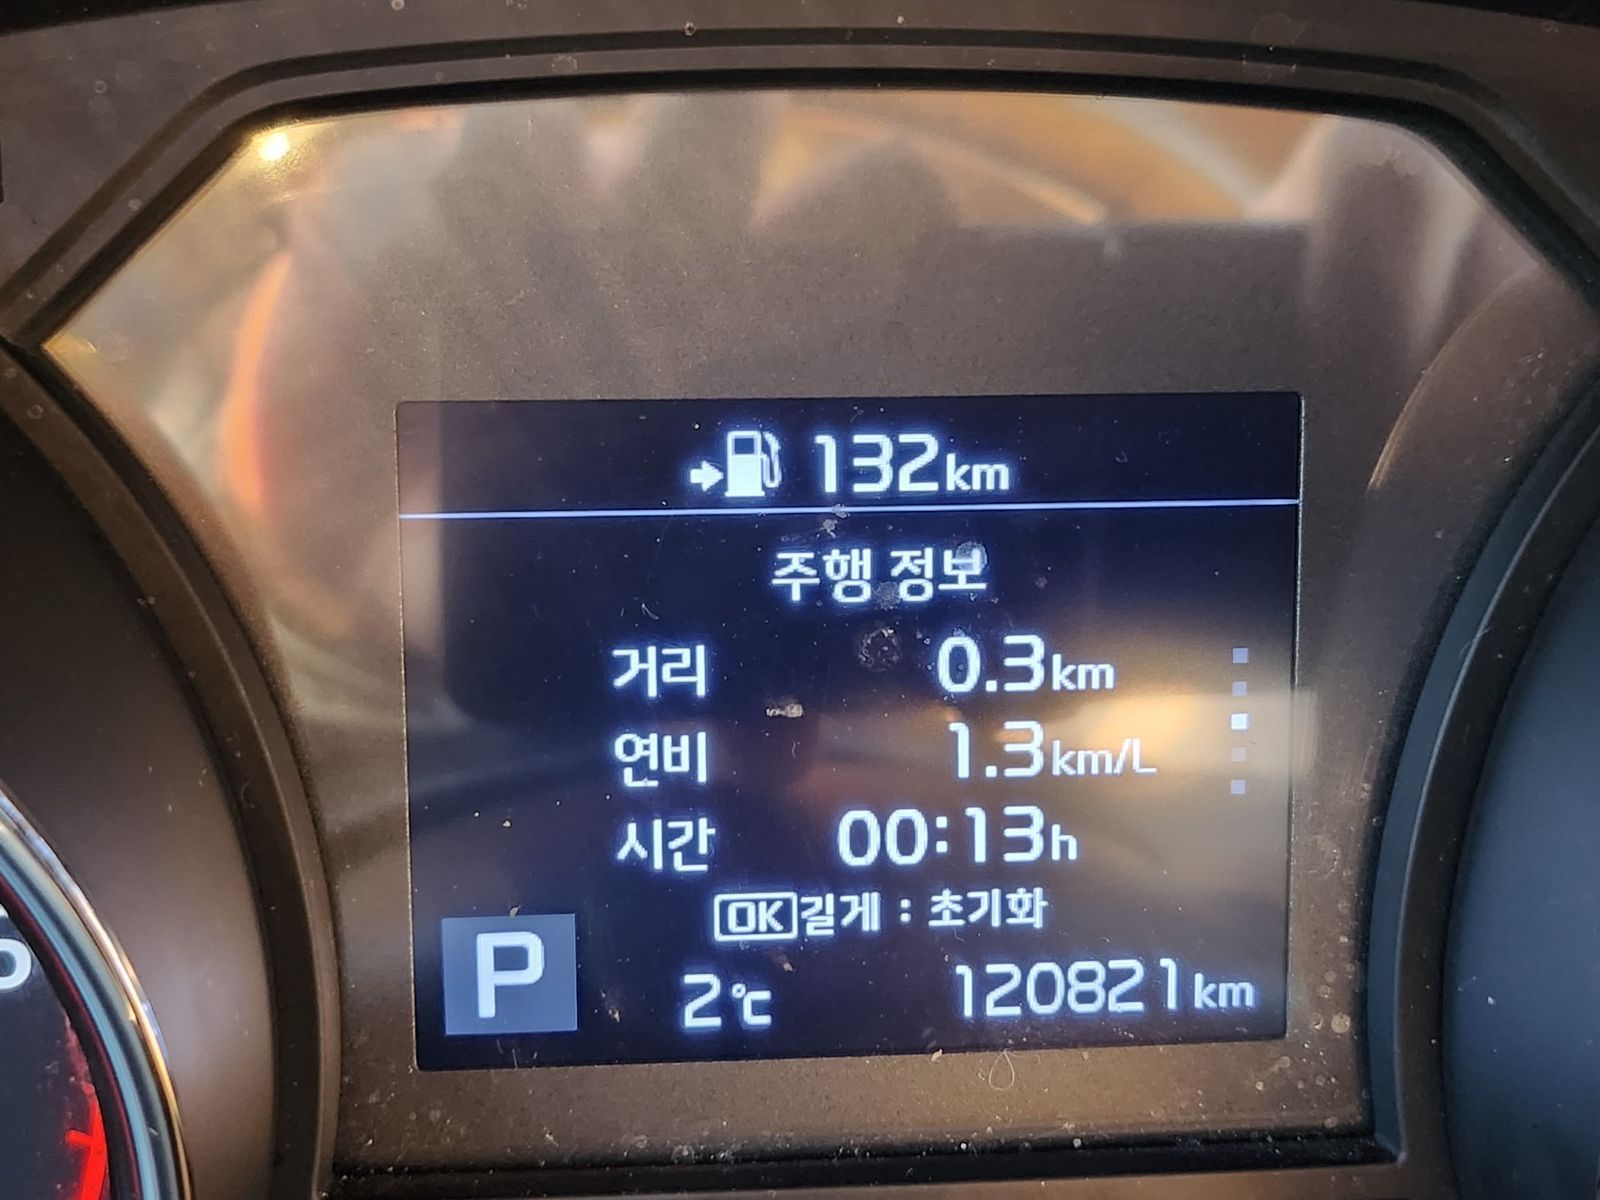 132km
주행 정보
거리 0.3km
연비 1.3km/L
시간 00:13h
OK길게 : 초기화
P 2℃ 120821km